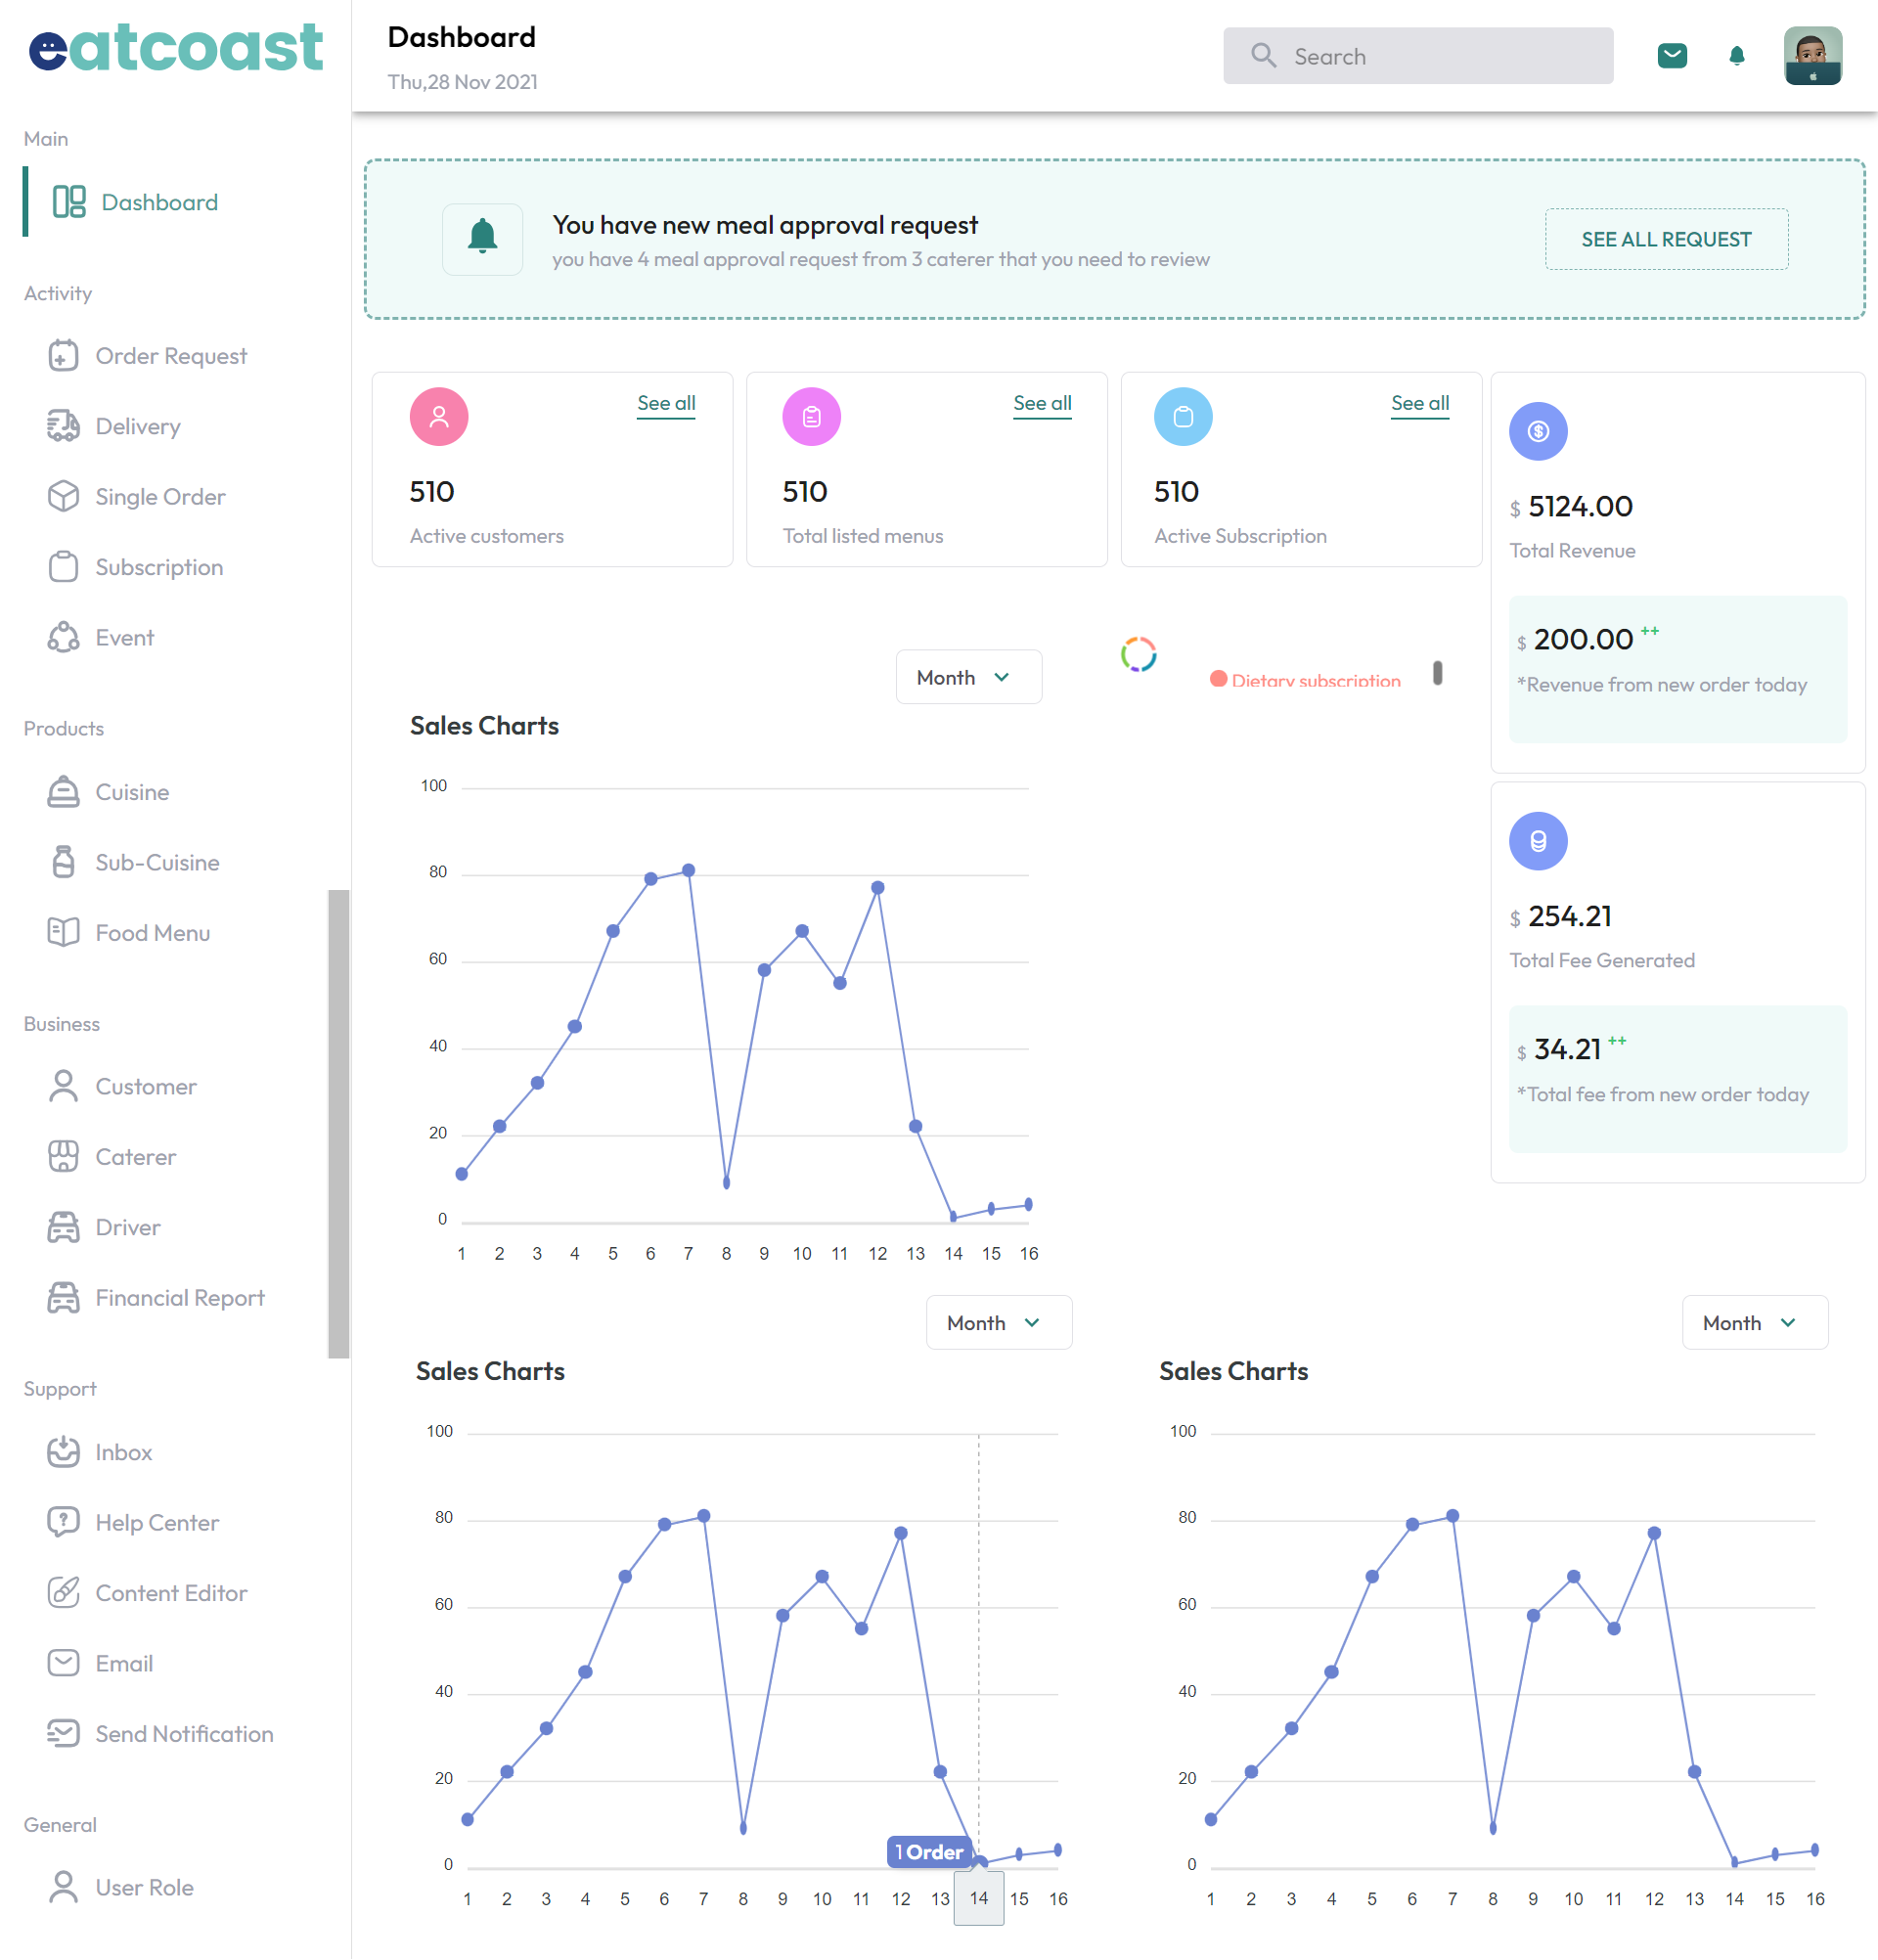 eatcoast
Main
Dashboard
Activity
Order Request
Delivery
Single Order
Subscription
Event
Products
Cuisine
Sub-Cuisine
Food Menu
Business
Customer
Caterer
Driver
Financial Report
Support
Inbox
Help Center
Content Editor
Email
Send Notification
General
User Role
Dashboard
Thu,28 Nov 2021
Search
You have new meal approval request
you have 4 meal approval request from 3 caterer that you need to review
SEE ALL REQUEST
See all
510
Active customers
See all
510
Total listed menus
See all
510
Active Subscription
$ 5124.00
Total Revenue
$ 200.00 ++
*Revenue from new order today
$ 254.21
Total Fee Generated
$ 34.21 ++
*Total fee from new order today
Month
Dietary subscription
Sales Charts
100
80
60
40
20
0
1 2 3 4 5 6 7 8 9 10 11 12 13 14 15 16
Month
Sales Charts
100
80
60
40
20
0
1 Order
1 2 3 4 5 6 7 8 9 10 11 12 13 14 15 16
Month
Sales Charts
100
80
60
40
20
0
1 2 3 4 5 6 7 8 9 10 11 12 13 14 15 16